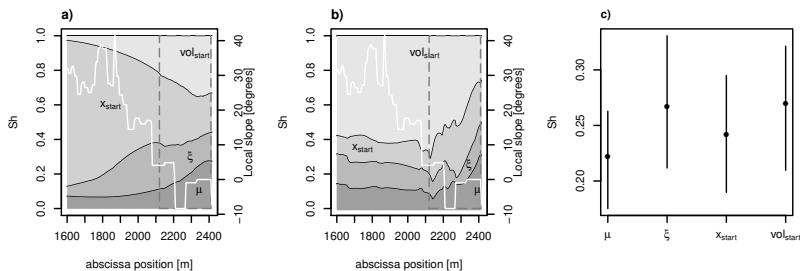 a)
Sh
0.0 0.2 0.4 0.6 0.8 1.0
vol_start
x_start
ξ
μ
−10 0 10 20 30 40
Local slope [degrees]
1600 1800 2000 2200 2400
abscissa position [m]
b)
Sh
0.0 0.2 0.4 0.6 0.8 1.0
vol_start
x_start
ξ
μ
−10 0 10 20 30 40
Local slope [degrees]
1600 1800 2000 2200 2400
abscissa position [m]
c)
Sh
0.20 0.25 0.30
μ ξ x_start vol_start